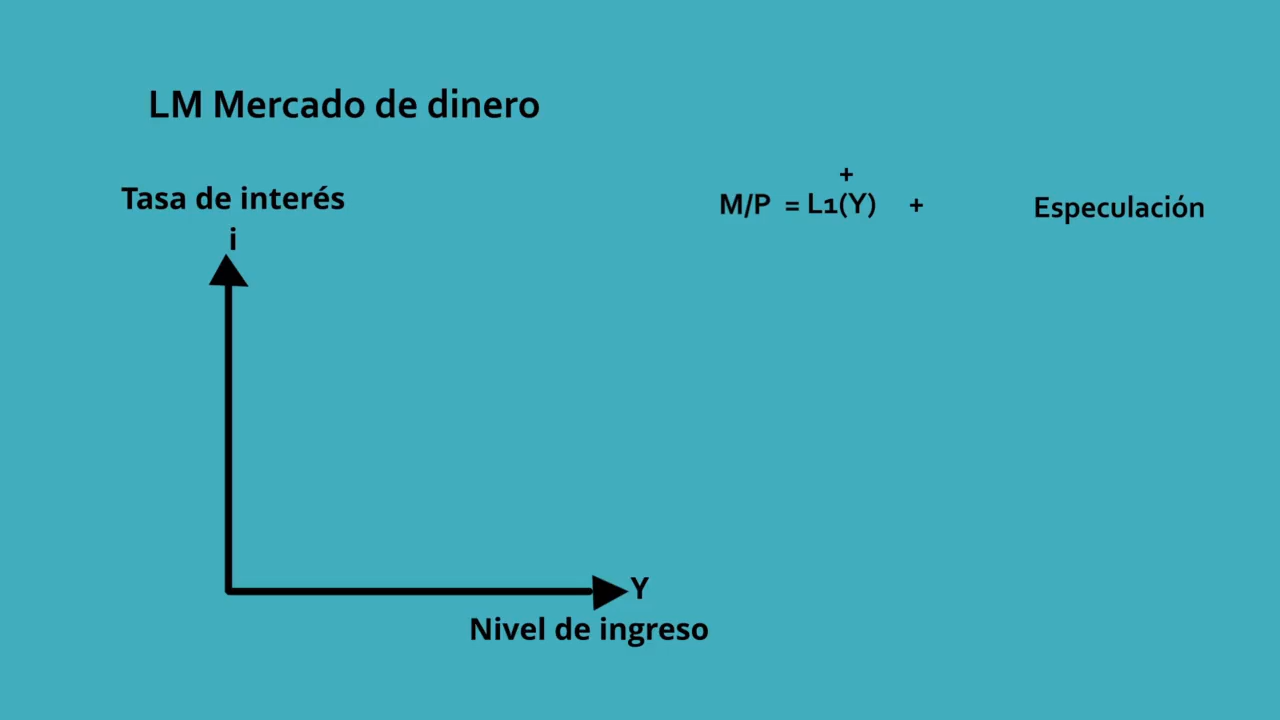 LM Mercado de dinero
Tasa de interés
i
+
M/P = L1(Y) + Especulación
Y
Nivel de ingreso